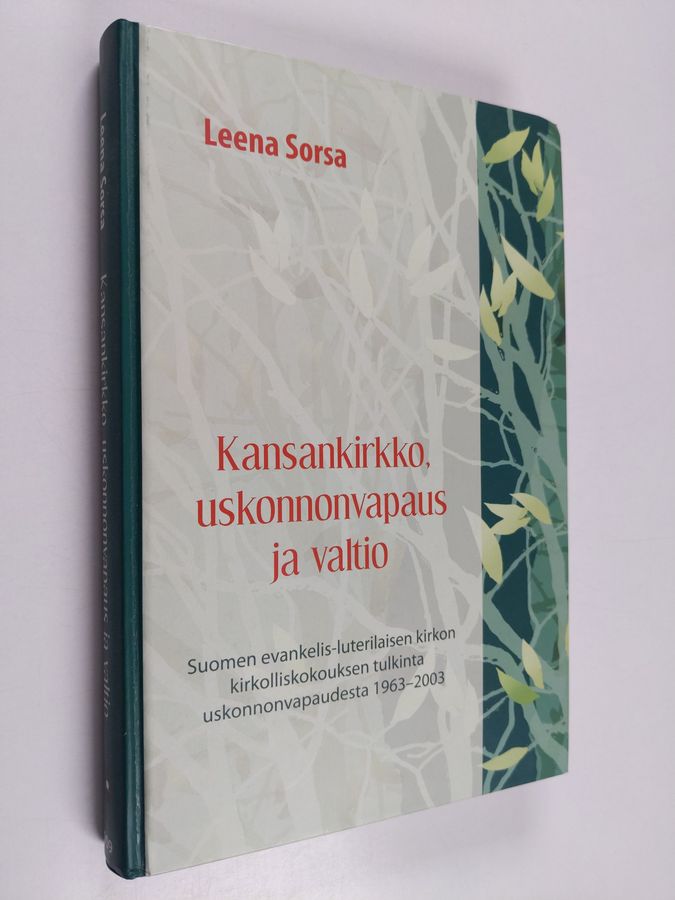 Leena Sorsa
Kansankirkko,
uskonnonvapaus
ja valtio
Suomen evankelis-luterilaisen kirkon
kirkolliskokouksen tulkinta
uskonnonvapaudesta 1963–2003
Leena Sorsa Kansankirkko, uskonnonvapaus ja valtio